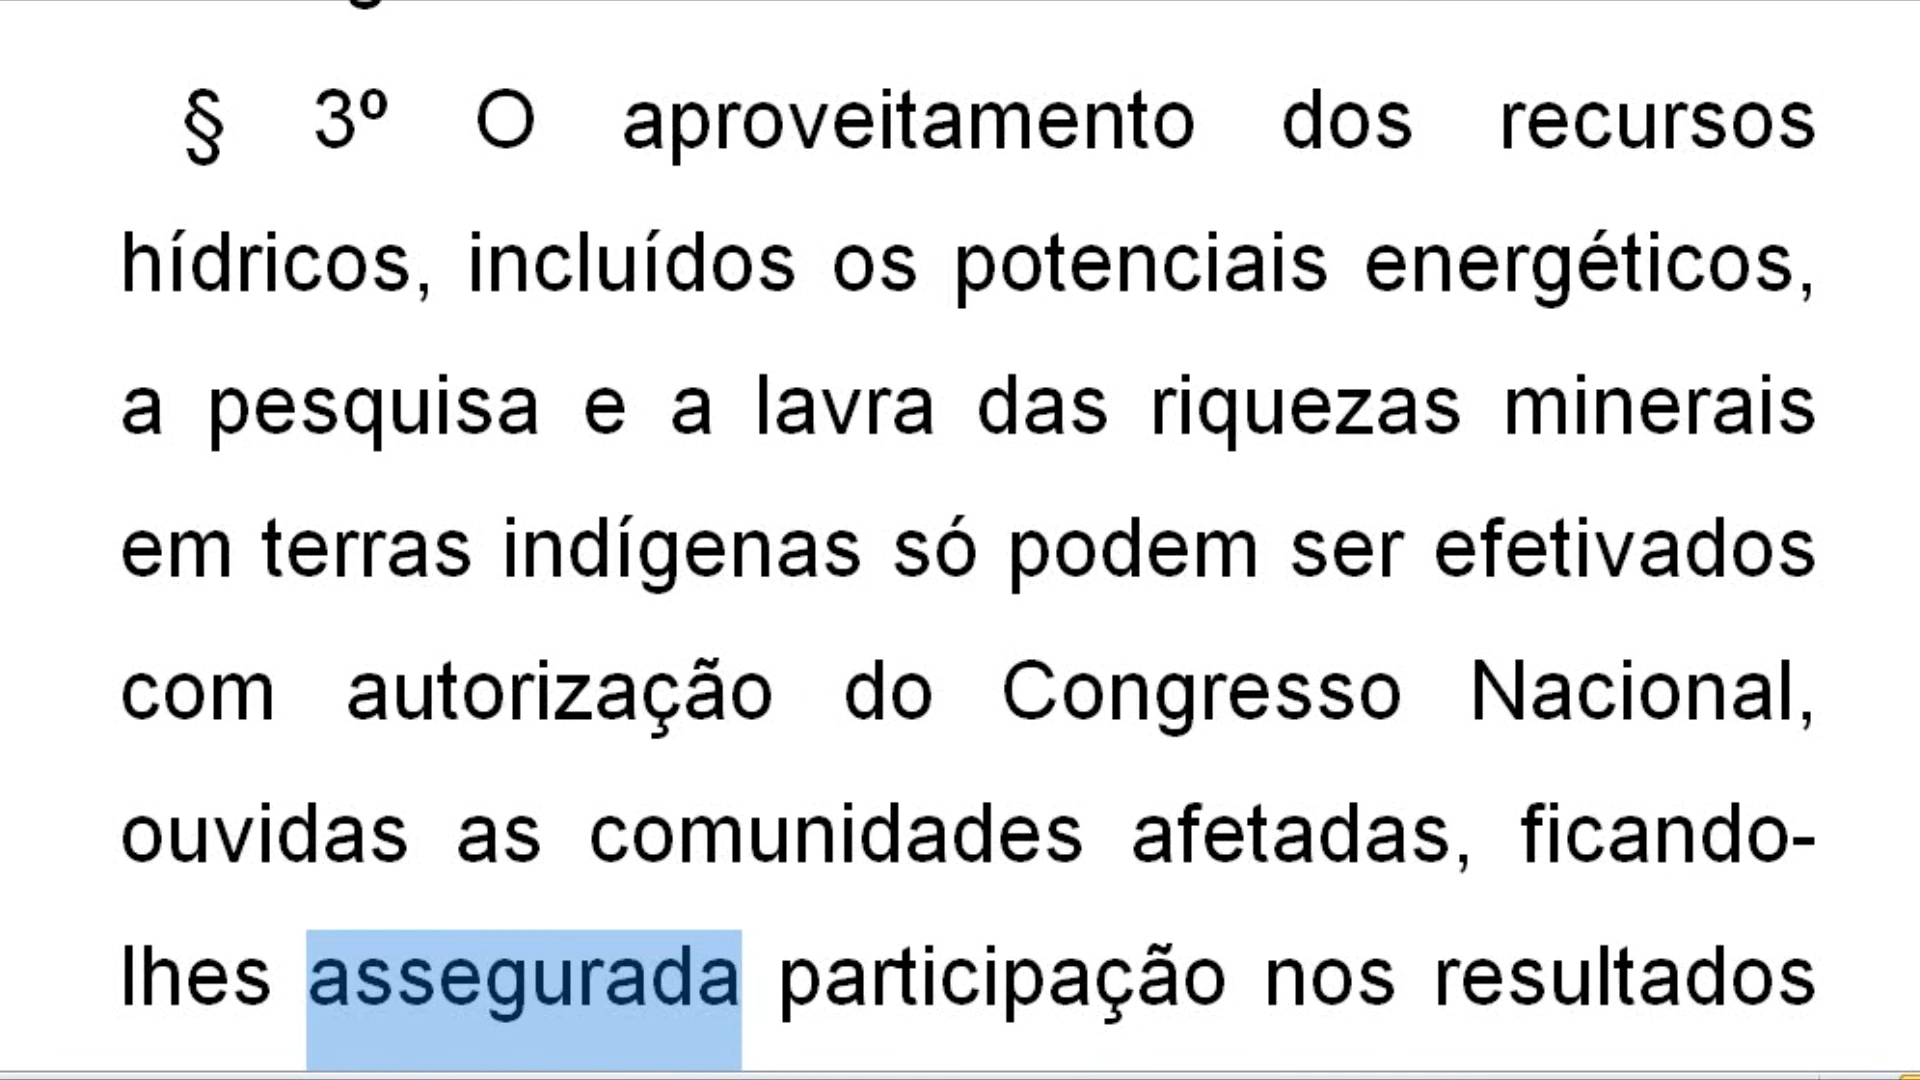 § 3º O aproveitamento dos recursos
hídricos, incluídos os potenciais energéticos,
a pesquisa e a lavra das riquezas minerais
em terras indígenas só podem ser efetivados
com autorização do Congresso Nacional,
ouvidas as comunidades afetadas, ficando-
lhes assegurada participação nos resultados